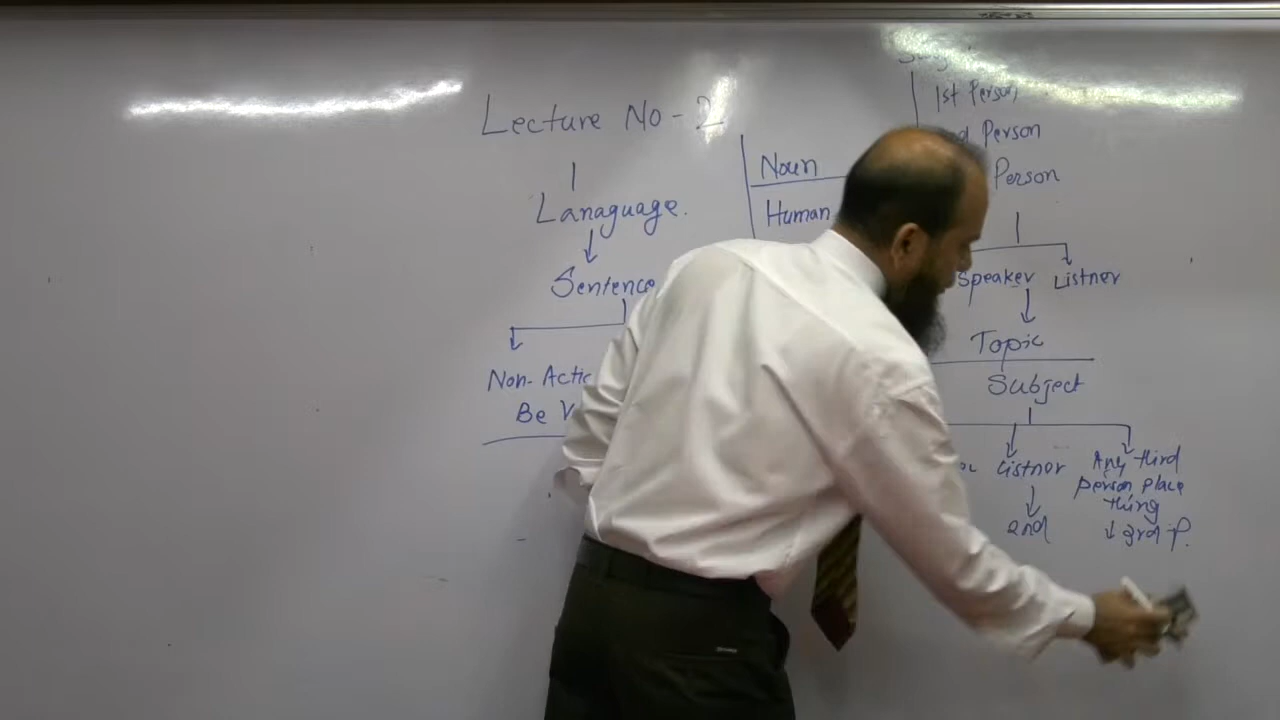 Lecture No - 2
Lanaguage.
Sentence
Non-Actic
Be V
Noun
Human
1st Person
Person
Person
Speaker Listner
Topic
Subject
Listnor
2nd
Any third
person place
thing
3rd P.